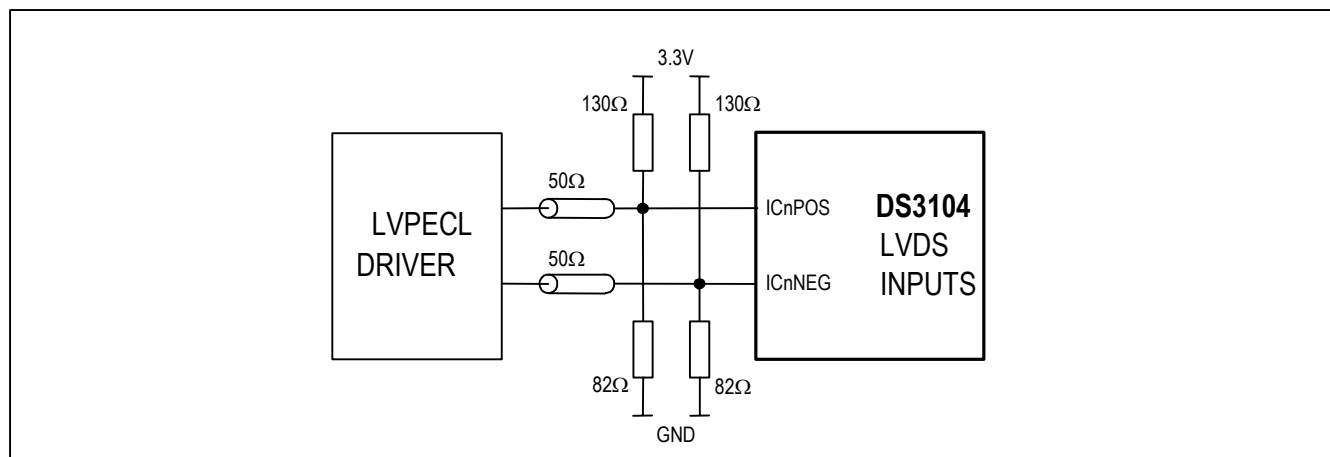 3.3V
130Ω
130Ω
50Ω
50Ω
LVPECL
DRIVER
ICnPOS
ICnNEG
DS3104
LVDS
INPUTS
82Ω
82Ω
GND